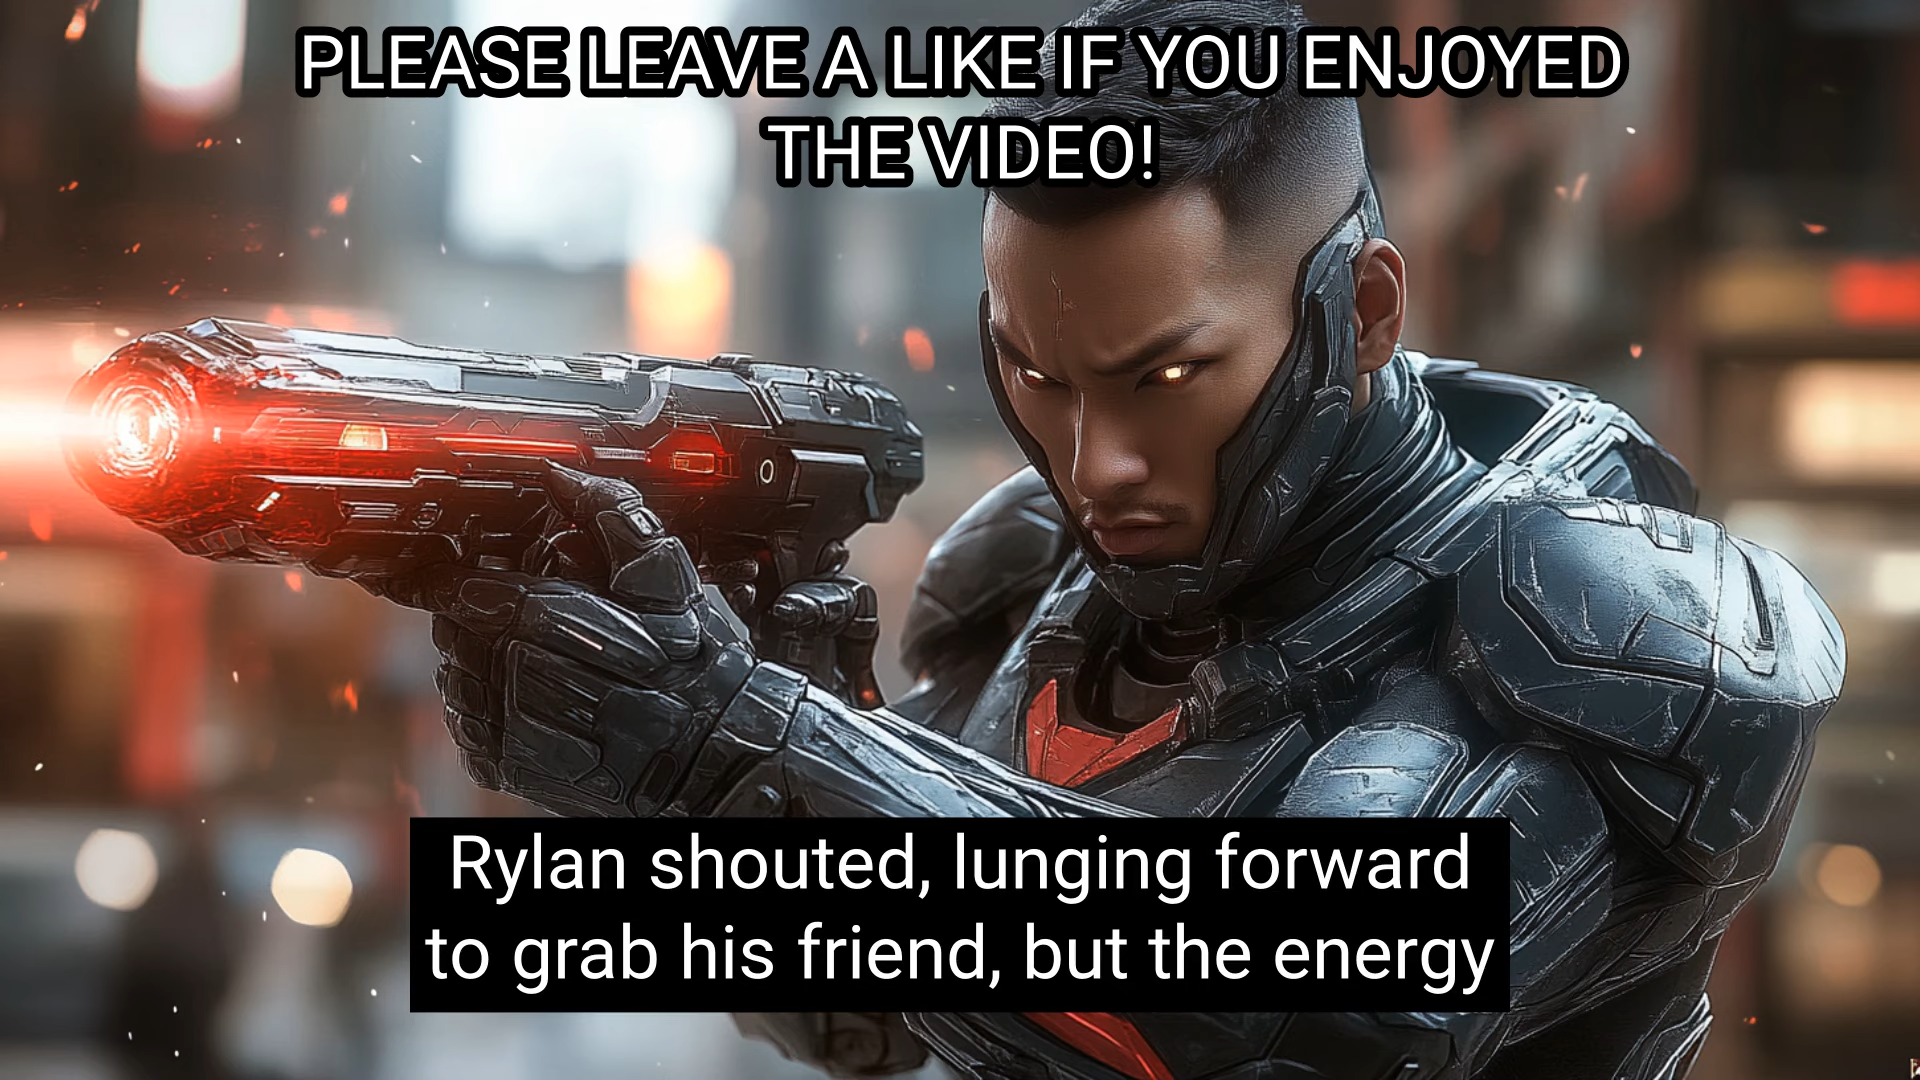 PLEASE LEAVE A LIKE IF YOU ENJOYED
THE VIDEO!
Rylan shouted, lunging forward
to grab his friend, but the energy